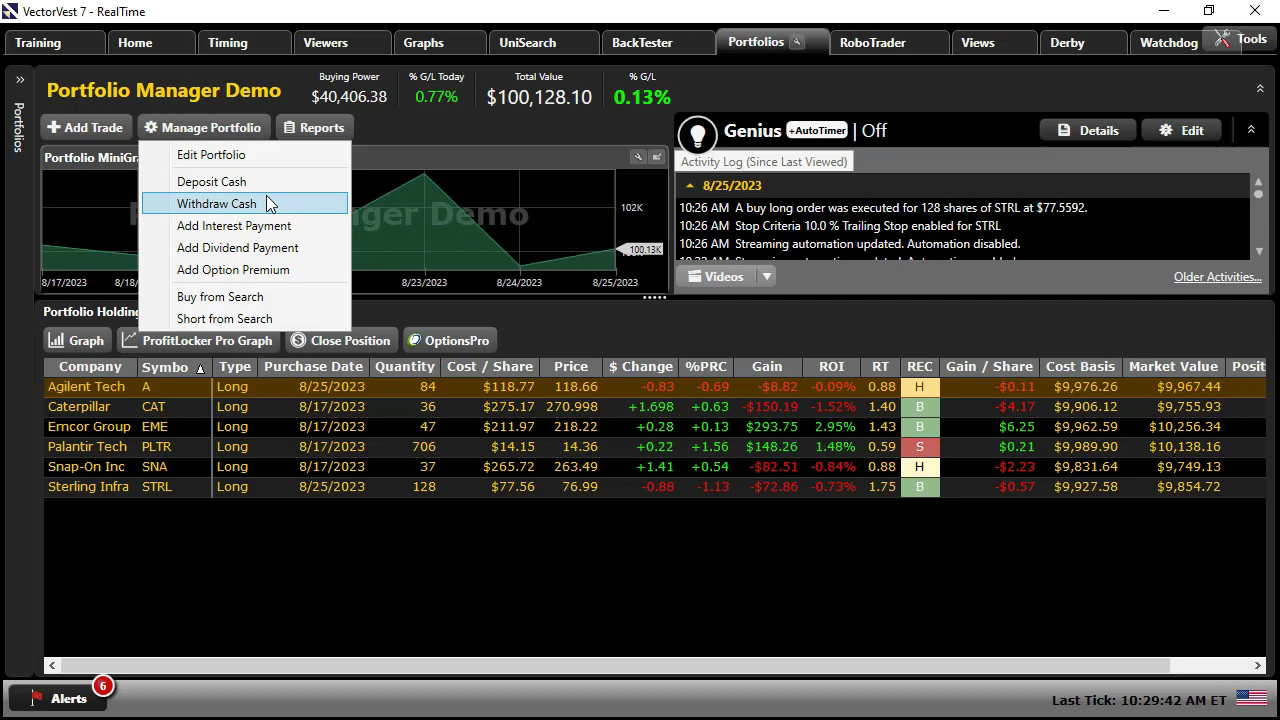 VectorVest 7 - RealTime
Training Home Timing Viewers Graphs UniSearch BackTester Portfolios RoboTrader Views Derby Watchdog Tools
Portfolios
Portfolio Manager Demo
Buying Power
$40,406.38
% G/L Today
0.77%
Total Value
$100,128.10
% G/L
0.13%
Add Trade Manage Portfolio Reports
Edit Portfolio
Deposit Cash
Withdraw Cash
Add Interest Payment
Add Dividend Payment
Add Option Premium
Buy from Search
Short from Search
Portfolio MiniGra
102K
100.13K
8/17/2023 8/18/ 8/23/2023 8/24/2023 8/25/2023
Genius +AutoTimer | Off
Details Edit
Activity Log (Since Last Viewed)
8/25/2023
10:26 AM A buy long order was executed for 128 shares of STRL at $77.5592.
10:26 AM Stop Criteria 10.0 % Trailing Stop enabled for STRL
10:26 AM Streaming automation updated. Automation disabled.
Videos
Older Activities...
Portfolio Holding
Graph ProfitLocker Pro Graph Close Position OptionsPro
Company Symbo Type Purchase Date Quantity Cost / Share Price $ Change %PRC Gain ROI RT REC Gain / Share Cost Basis Market Value Posit
Agilent Tech A Long 8/25/2023 84 $118.77 118.66 -0.83 -0.69 -$8.82 -0.09% 0.88 H -$0.11 $9,976.26 $9,967.44
Caterpillar CAT Long 8/17/2023 36 $275.17 270.998 +1.698 +0.63 -$150.19 -1.52% 1.40 B -$4.17 $9,906.12 $9,755.93
Emcor Group EME Long 8/17/2023 47 $211.97 218.22 +0.28 +0.13 $293.75 2.95% 1.43 B $6.25 $9,962.59 $10,256.34
Palantir Tech PLTR Long 8/17/2023 706 $14.15 14.36 +0.22 +1.56 $148.26 1.48% 0.59 S $0.21 $9,989.90 $10,138.16
Snap-On Inc SNA Long 8/17/2023 37 $265.72 263.49 +1.41 +0.54 -$82.51 -0.84% 0.88 H -$2.23 $9,831.64 $9,749.13
Sterling Infra STRL Long 8/25/2023 128 $77.56 76.99 -0.88 -1.13 -$72.86 -0.73% 1.75 B -$0.57 $9,927.58 $9,854.72
Alerts 6
Last Tick: 10:29:42 AM ET